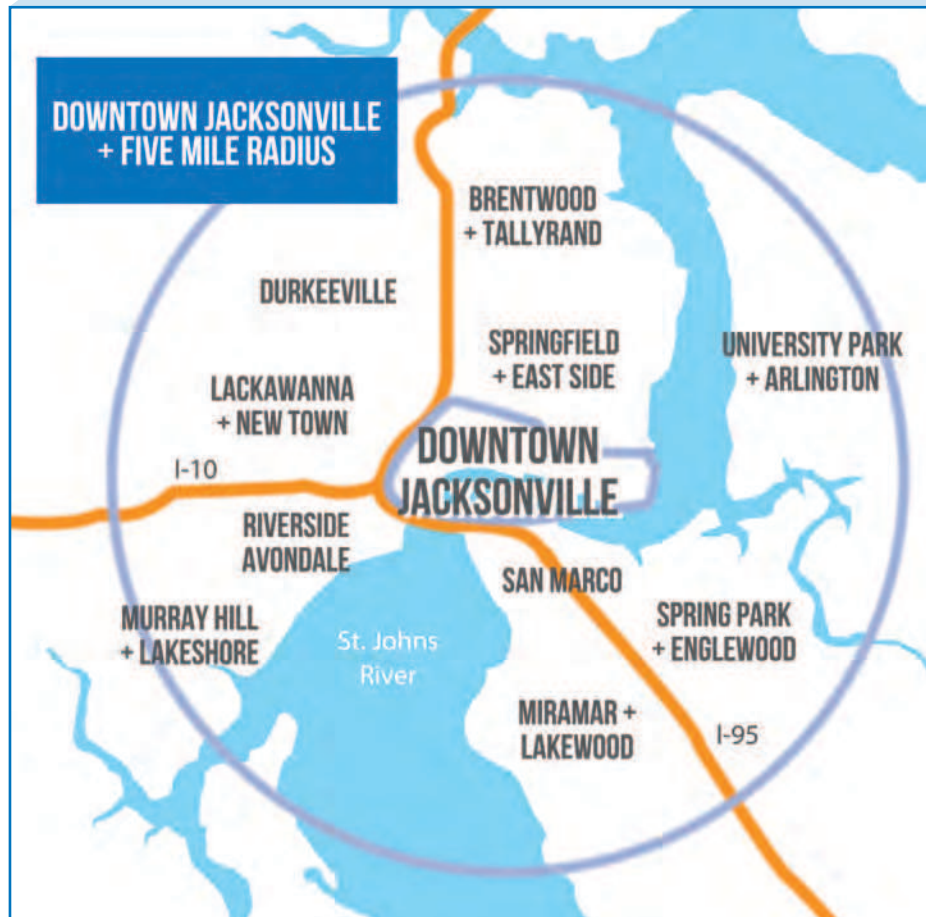 DOWNTOWN JACKSONVILLE
+ FIVE MILE RADIUS
BRENTWOOD
+ TALLYRAND
DURKEEVILLE
SPRINGFIELD
+ EAST SIDE
UNIVERSITY PARK
+ ARLINGTON
LACKAWANNA
+ NEW TOWN
DOWNTOWN
JACKSONVILLE
I-10
RIVERSIDE
AVONDALE
SAN MARCO
MURRAY HILL
+ LAKESHORE
St. Johns
River
SPRING PARK
+ ENGLEWOOD
MIRAMAR +
LAKEWOOD
I-95